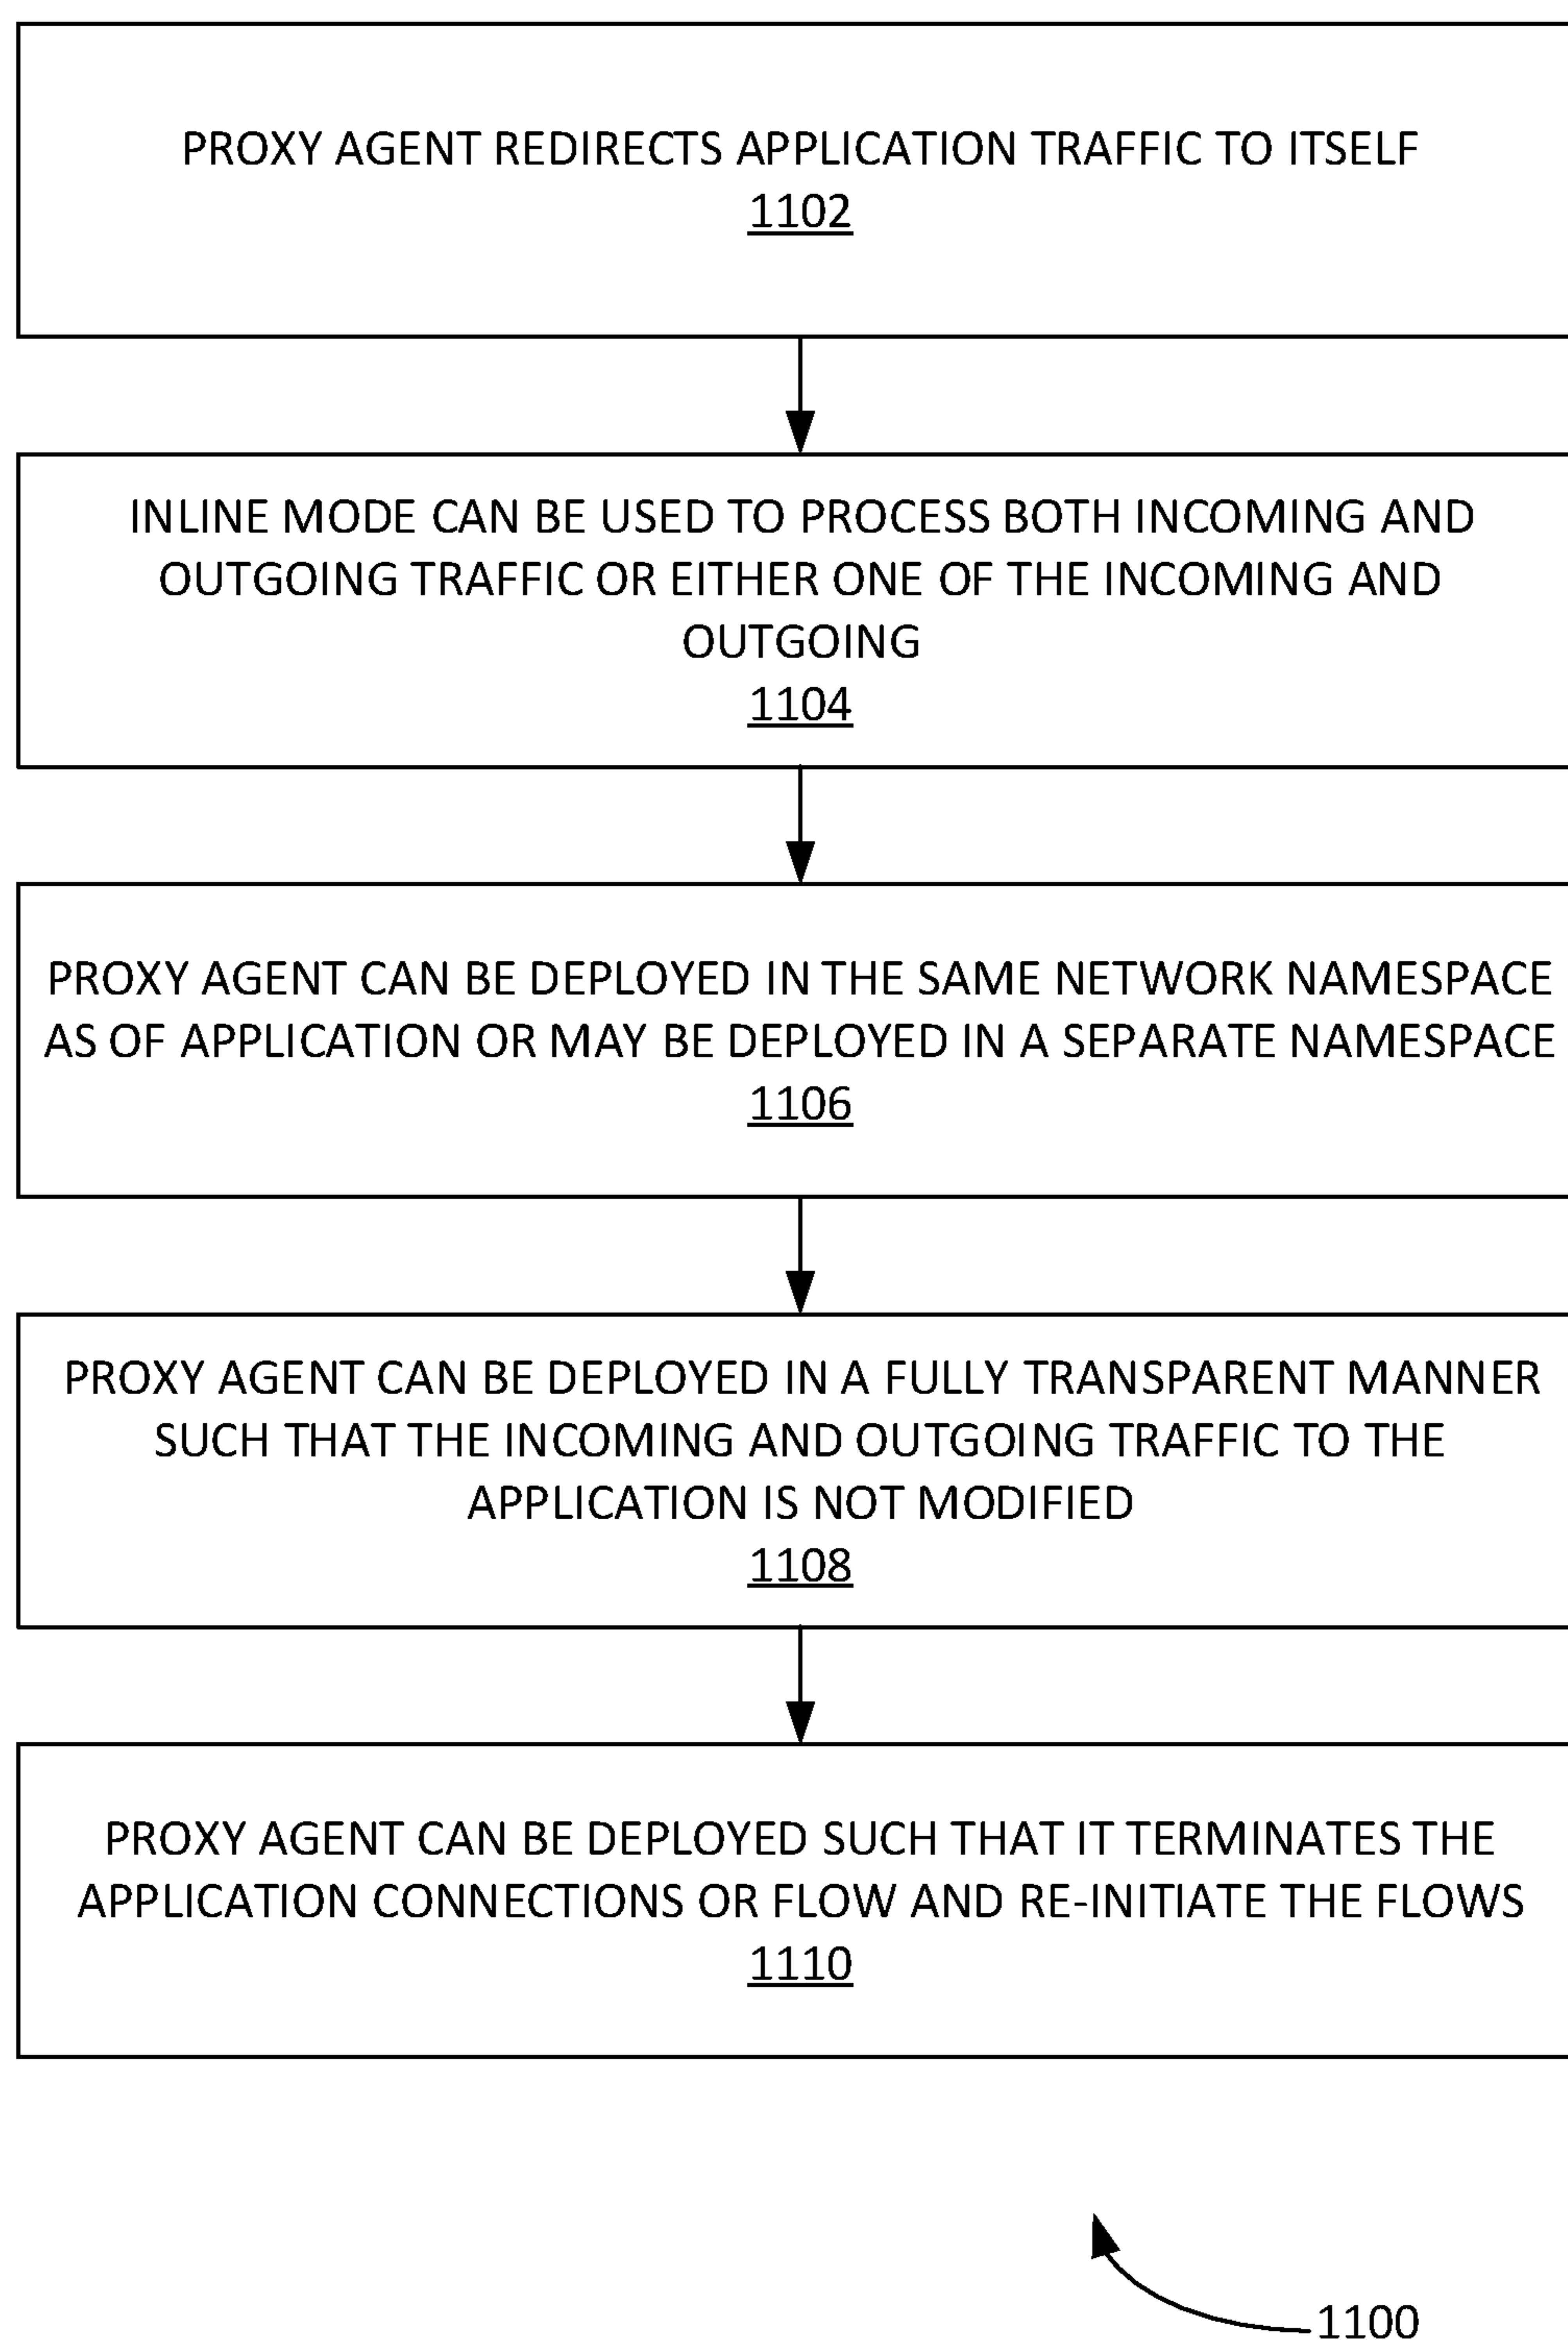 PROXY AGENT REDIRECTS APPLICATION TRAFFIC TO ITSELF
1102
INLINE MODE CAN BE USED TO PROCESS BOTH INCOMING AND
OUTGOING TRAFFIC OR EITHER ONE OF THE INCOMING AND
OUTGOING
1104
PROXY AGENT CAN BE DEPLOYED IN THE SAME NETWORK NAMESPACE
AS OF APPLICATION OR MAY BE DEPLOYED IN A SEPARATE NAMESPACE
1106
PROXY AGENT CAN BE DEPLOYED IN A FULLY TRANSPARENT MANNER
SUCH THAT THE INCOMING AND OUTGOING TRAFFIC TO THE
APPLICATION IS NOT MODIFIED
1108
PROXY AGENT CAN BE DEPLOYED SUCH THAT IT TERMINATES THE
APPLICATION CONNECTIONS OR FLOW AND RE-INITIATE THE FLOWS
1110
1100